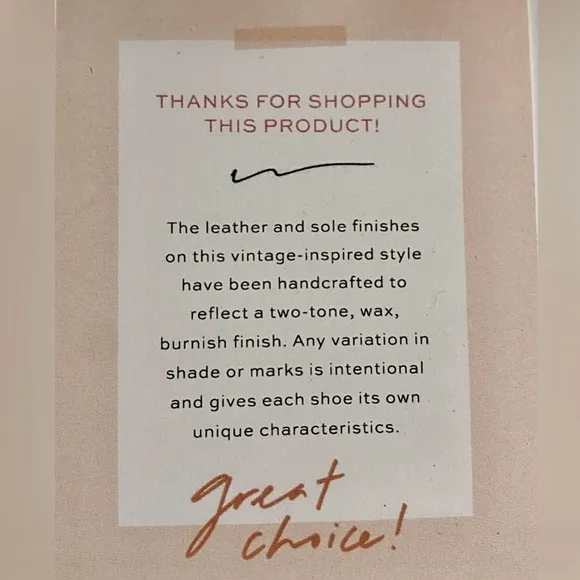 THANKS FOR SHOPPING
THIS PRODUCT!
The leather and sole finishes
on this vintage-inspired style
have been handcrafted to
reflect a two-tone, wax,
burnish finish. Any variation in
shade or marks is intentional
and gives each shoe its own
unique characteristics.
great
choice!